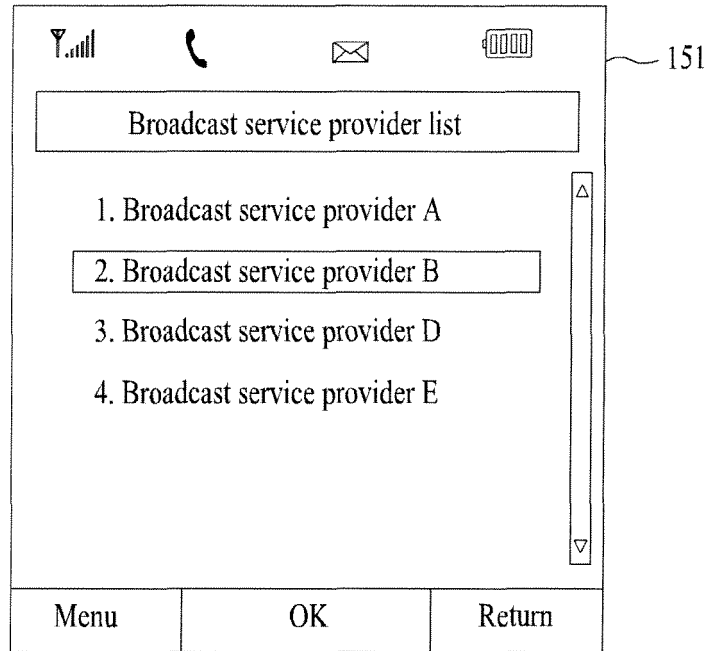 151
Broadcast service provider list
1. Broadcast service provider A
2. Broadcast service provider B
3. Broadcast service provider D
4. Broadcast service provider E
Menu OK Return